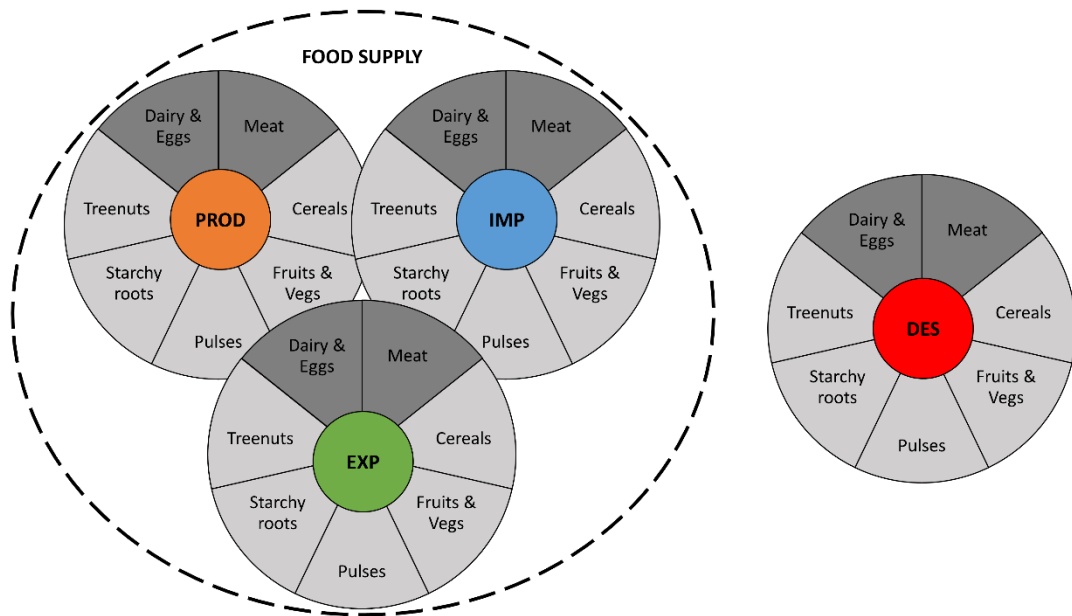 FOOD SUPPLY
Dairy &
Eggs
Meat
Treenuts
PROD
Cereals
Starchy
roots
Fruits &
Vegs
Pulses
Dairy &
Eggs
Meat
Treenuts
IMP
Cereals
Starchy
roots
Fruits &
Vegs
Pulses
Dairy &
Eggs
Meat
Treenuts
EXP
Cereals
Starchy
roots
Fruits &
Vegs
Pulses
Dairy &
Eggs
Meat
Treenuts
DES
Cereals
Starchy
roots
Fruits &
Vegs
Pulses